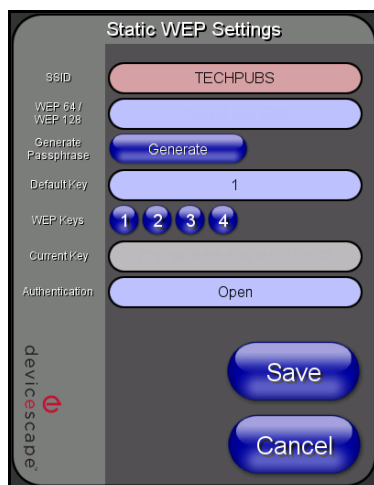 Static WEP Settings
SSID
TECHPUBS
WEP 64 /
WEP 128
Generate
Passphrase
Generate
Default Key
1
WEP Keys
1 2 3 4
Current Key
Authentication
Open
Save
Cancel
devicescape
e